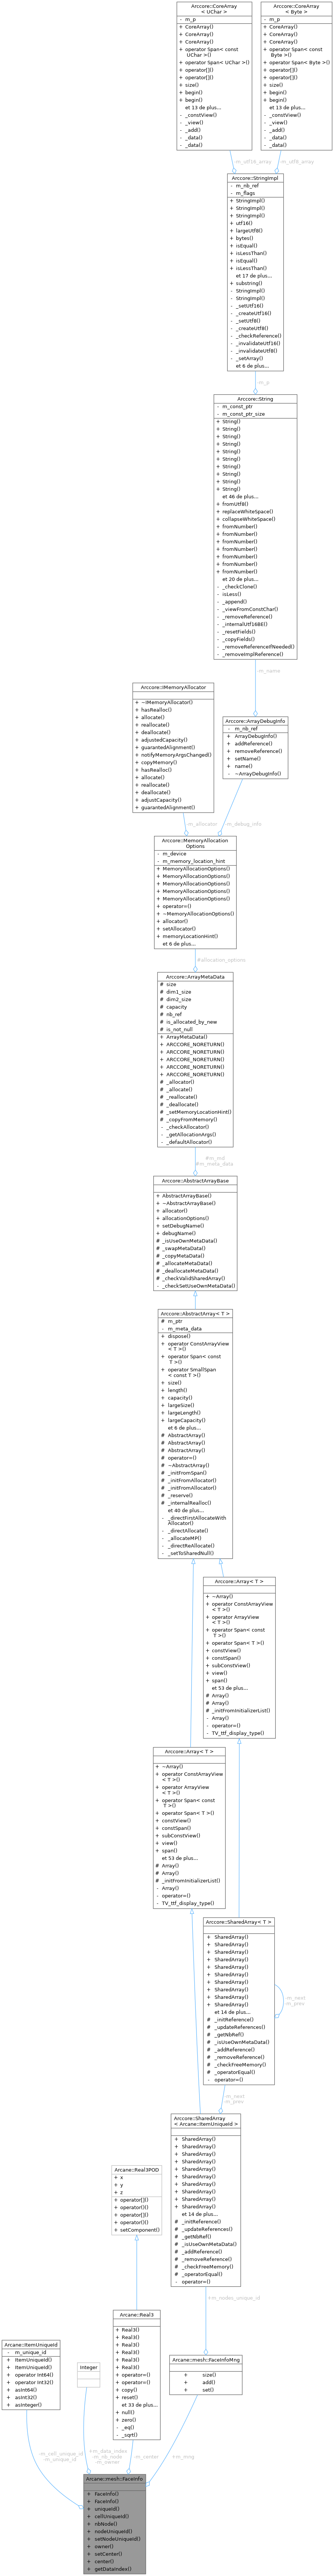 Arccore::CoreArray
< UChar >
- m_p
+ CoreArray()
+ CoreArray()
+ CoreArray()
+ operator Span< const
UChar >()
+ operator Span< UChar >()
+ operator[]()
+ operator[]()
+ size()
+ begin()
+ begin()
et 13 de plus...
- _constView()
- _view()
- _add()
- _data()
- _data()
Arccore::CoreArray
< Byte >
- m_p
+ CoreArray()
+ CoreArray()
+ CoreArray()
+ operator Span< const
Byte >()
+ operator Span< Byte >()
+ operator[]()
+ operator[]()
+ size()
+ begin()
+ begin()
et 13 de plus...
- _constView()
- _view()
- _add()
- _data()
- _data()
-m_utf16_array
-m_utf8_array
Arccore::StringImpl
- m_nb_ref
- m_flags
+ StringImpl()
+ StringImpl()
+ StringImpl()
+ utf16()
+ largeUtf8()
+ bytes()
+ isEqual()
+ isLessThan()
+ isEqual()
+ isLessThan()
et 17 de plus...
+ substring()
- StringImpl()
- StringImpl()
- _setUtf16()
- _createUtf16()
- _setUtf8()
- _createUtf8()
- _checkReference()
- _invalidateUtf16()
- _invalidateUtf8()
- _setArray()
et 6 de plus...
-m_p
Arccore::String
- m_const_ptr
- m_const_ptr_size
+ String()
+ String()
+ String()
+ String()
+ String()
+ String()
+ String()
+ String()
+ String()
+ String()
et 46 de plus...
+ fromUtf8()
+ replaceWhiteSpace()
+ collapseWhiteSpace()
+ fromNumber()
+ fromNumber()
+ fromNumber()
+ fromNumber()
+ fromNumber()
+ fromNumber()
+ fromNumber()
et 20 de plus...
- _checkClone()
- isLess()
- _append()
- _viewFromConstChar()
- _removeReference()
- _internalUtf16BE()
- _resetFields()
- _copyFields()
- _removeReferenceIfNeeded()
- _removeImplReference()
-m_name
Arccore::IMemoryAllocator
+ ~IMemoryAllocator()
+ hasRealloc()
+ allocate()
+ reallocate()
+ deallocate()
+ adjustedCapacity()
+ guarantedAlignment()
+ notifyMemoryArgsChanged()
+ copyMemory()
+ hasRealloc()
+ allocate()
+ reallocate()
+ deallocate()
+ adjustCapacity()
+ guarantedAlignment()
Arccore::ArrayDebugInfo
- m_nb_ref
+ ArrayDebugInfo()
+ addReference()
+ removeReference()
+ setName()
+ name()
- ~ArrayDebugInfo()
-m_allocator
-m_debug_info
Arccore::MemoryAllocation
Options
- m_device
- m_memory_location_hint
+ MemoryAllocationOptions()
+ MemoryAllocationOptions()
+ MemoryAllocationOptions()
+ MemoryAllocationOptions()
+ MemoryAllocationOptions()
+ operator=()
+ ~MemoryAllocationOptions()
+ allocator()
+ setAllocator()
+ memoryLocationHint()
et 6 de plus...
#allocation_options
Arccore::ArrayMetaData
# size
# dim1_size
# dim2_size
# capacity
# nb_ref
# is_allocated_by_new
# is_not_null
+ ArrayMetaData()
+ ARCCORE_NORETURN()
+ ARCCORE_NORETURN()
+ ARCCORE_NORETURN()
+ ARCCORE_NORETURN()
+ ARCCORE_NORETURN()
# _allocator()
# _allocate()
# _reallocate()
# _deallocate()
# _setMemoryLocationHint()
# _copyFromMemory()
- _checkAllocator()
- _getAllocationArgs()
- _defaultAllocator()
#m_md
#m_meta_data
Arccore::AbstractArrayBase
+ AbstractArrayBase()
+ ~AbstractArrayBase()
+ allocator()
+ allocationOptions()
+ setDebugName()
+ debugName()
# _isUseOwnMetaData()
# _swapMetaData()
# _copyMetaData()
# _allocateMetaData()
# _deallocateMetaData()
# _checkValidSharedArray()
- _checkSetUseOwnMetaData()
Arccore::AbstractArray< T >
# m_ptr
- m_meta_data
+ dispose()
+ operator ConstArrayView
< T >()
+ operator Span< const
T >()
+ operator SmallSpan
< const T >()
+ size()
+ length()
+ capacity()
+ largeSize()
+ largeLength()
+ largeCapacity()
et 6 de plus...
# AbstractArray()
# AbstractArray()
# AbstractArray()
# operator=()
# ~AbstractArray()
# _initFromSpan()
# _initFromAllocator()
# _initFromAllocator()
# _reserve()
# _internalRealloc()
et 40 de plus...
- _directFirstAllocateWith
Allocator()
- _directAllocate()
- _allocateMP()
- _directReAllocate()
- _setToSharedNull()
Arccore::Array< T >
+ ~Array()
+ operator ConstArrayView
< T >()
+ operator ArrayView
< T >()
+ operator Span< const
T >()
+ operator Span< T >()
+ constView()
+ constSpan()
+ subConstView()
+ view()
+ span()
et 53 de plus...
# Array()
# Array()
# _initFromInitializerList()
- Array()
- operator=()
- TV_ttf_display_type()
Arccore::Array< T >
+ ~Array()
+ operator ConstArrayView
< T >()
+ operator ArrayView
< T >()
+ operator Span< const
T >()
+ operator Span< T >()
+ constView()
+ constSpan()
+ subConstView()
+ view()
+ span()
et 53 de plus...
# Array()
# Array()
# _initFromInitializerList()
- Array()
- operator=()
- TV_ttf_display_type()
Arccore::SharedArray< T >
+ SharedArray()
+ SharedArray()
+ SharedArray()
+ SharedArray()
+ SharedArray()
+ SharedArray()
+ SharedArray()
+ SharedArray()
+ SharedArray()
+ SharedArray()
et 14 de plus...
# _initReference()
# _updateReferences()
# _getNbRef()
# _isUseOwnMetaData()
# _addReference()
# _removeReference()
# _checkFreeMemory()
# _operatorEqual()
- operator=()
-m_next
-m_prev
-m_next
-m_prev
Arccore::SharedArray
< Arcane::ItemUniqueId >
+ SharedArray()
+ SharedArray()
+ SharedArray()
+ SharedArray()
+ SharedArray()
+ SharedArray()
+ SharedArray()
+ SharedArray()
+ SharedArray()
+ SharedArray()
et 14 de plus...
# _initReference()
# _updateReferences()
# _getNbRef()
# _isUseOwnMetaData()
# _addReference()
# _removeReference()
# _checkFreeMemory()
# _operatorEqual()
- operator=()
Arcane::Real3POD
+ x
+ y
+ z
+ operator[]()
+ operator()()
+ operator[]()
+ operator()()
+ setComponent()
+m_nodes_unique_id
Arcane::Real3
+ Real3()
+ Real3()
+ Real3()
+ Real3()
+ Real3()
+ Real3()
+ operator=()
+ operator=()
+ copy()
+ reset()
et 33 de plus...
+ null()
+ zero()
- _eq()
- _sqrt()
Arcane::ItemUniqueId
- m_unique_id
+ ItemUniqueId()
+ ItemUniqueId()
+ operator Int64()
+ operator Int32()
+ asInt64()
+ asInt32()
+ asInteger()
Integer
Arcane::mesh::FaceInfoMng
+ size()
+ add()
+ set()
-m_cell_unique_id
-m_unique_id
+m_data_index
-m_nb_node
-m_owner
-m_center
+m_mng
Arcane::mesh::FaceInfo
+ FaceInfo()
+ FaceInfo()
+ uniqueId()
+ cellUniqueId()
+ nbNode()
+ nodeUniqueId()
+ setNodeUniqueId()
+ owner()
+ setCenter()
+ center()
+ getDataIndex()